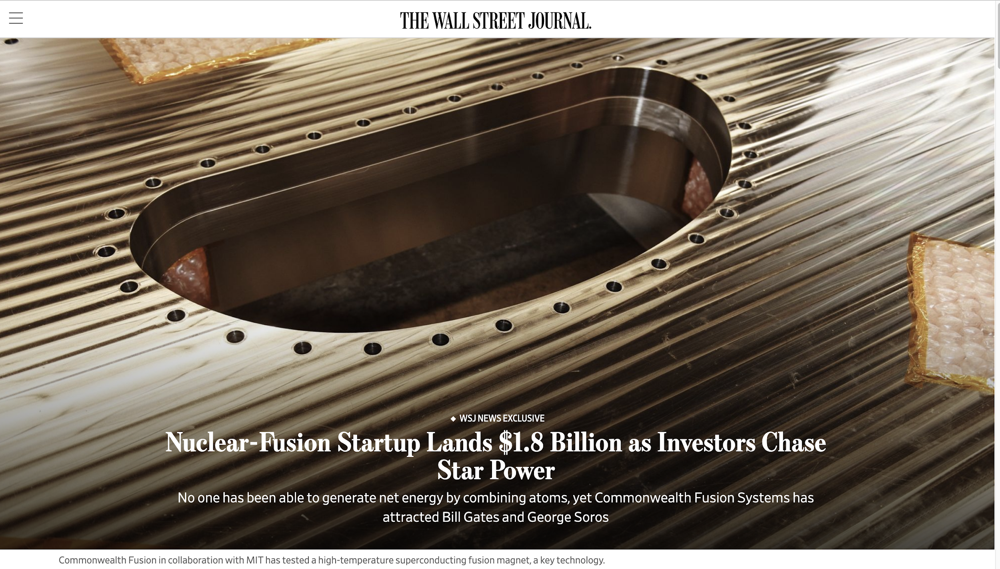 THE WALL STREET JOURNAL.
◆ WSJ NEWS EXCLUSIVE
Nuclear-Fusion Startup Lands $1.8 Billion as Investors Chase
Star Power
No one has been able to generate net energy by combining atoms, yet Commonwealth Fusion Systems has
attracted Bill Gates and George Soros
Commonwealth Fusion in collaboration with MIT has tested a high-temperature superconducting fusion magnet, a key technology.